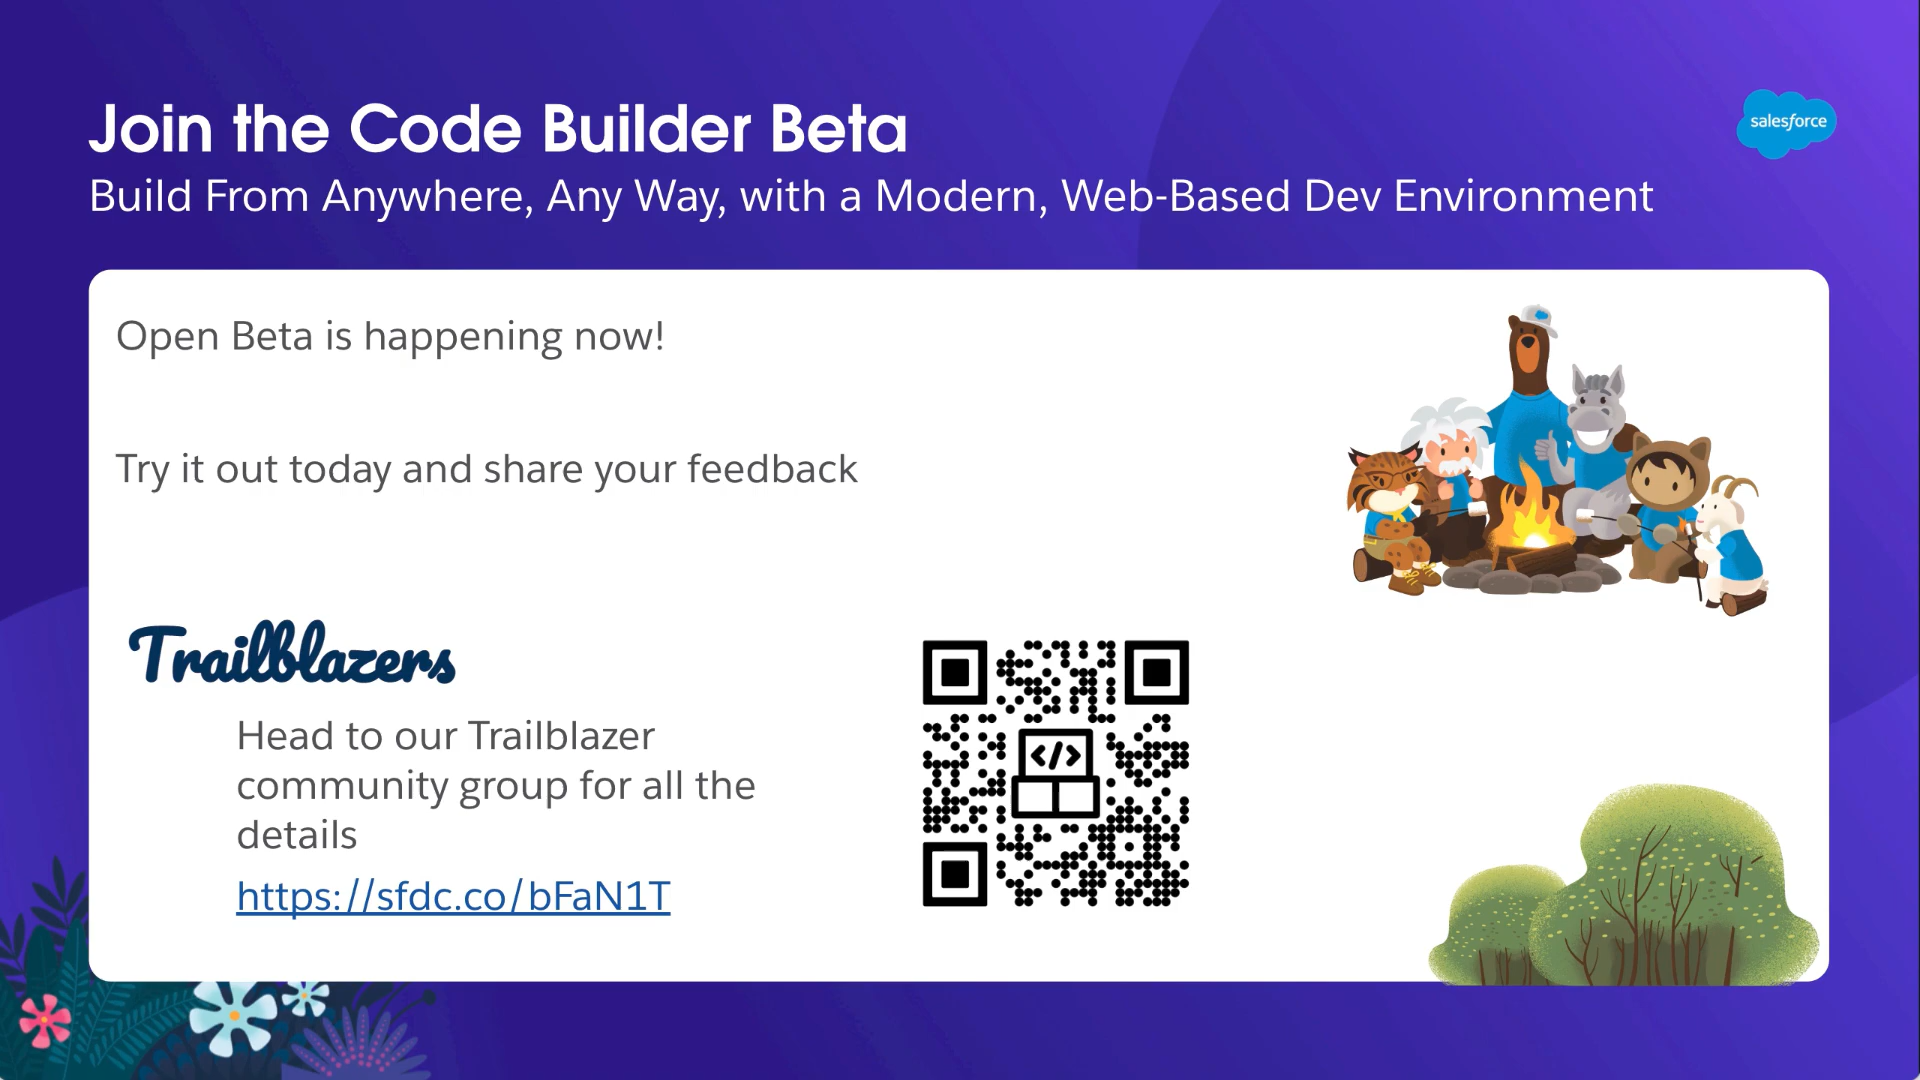 Join the Code Builder Beta
salesforce
Build From Anywhere, Any Way, with a Modern, Web-Based Dev Environment
Open Beta is happening now!
Try it out today and share your feedback
Trailblazers
Head to our Trailblazer
community group for all the
details
https://sfdc.co/bFaN1T
</>